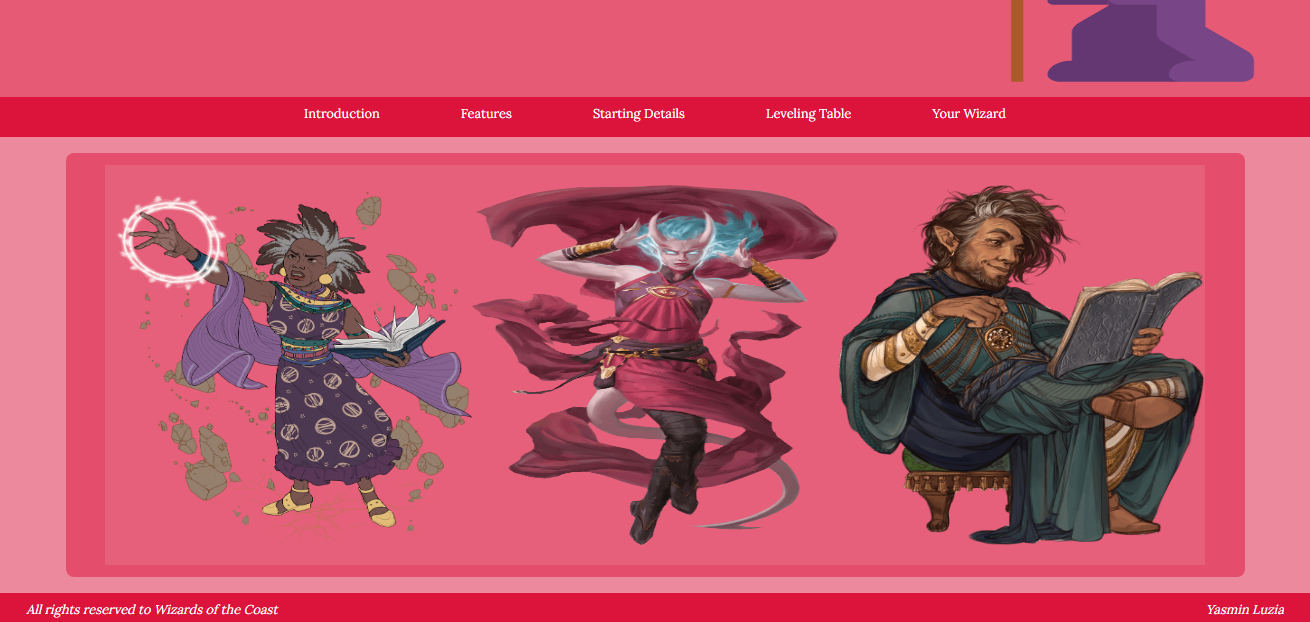 Introduction Features Starting Details Leveling Table Your Wizard
All rights reserved to Wizards of the Coast Yasmin Luzia